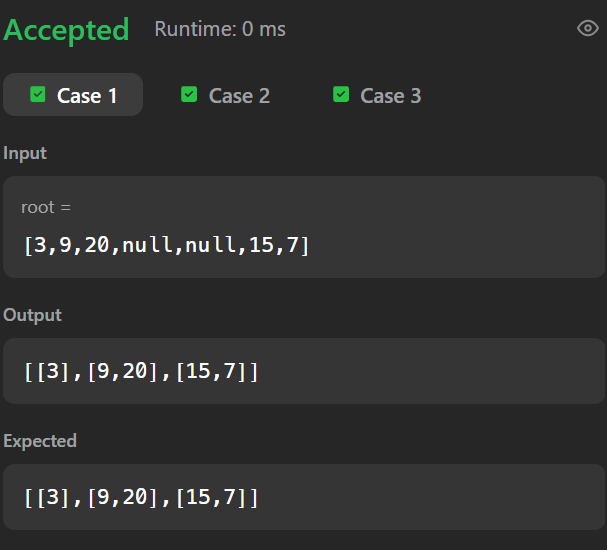 Accepted Runtime: 0 ms
Case 1 Case 2 Case 3
Input
root =
[3,9,20,null,null,15,7]
Output
[[3],[9,20],[15,7]]
Expected
[[3],[9,20],[15,7]]